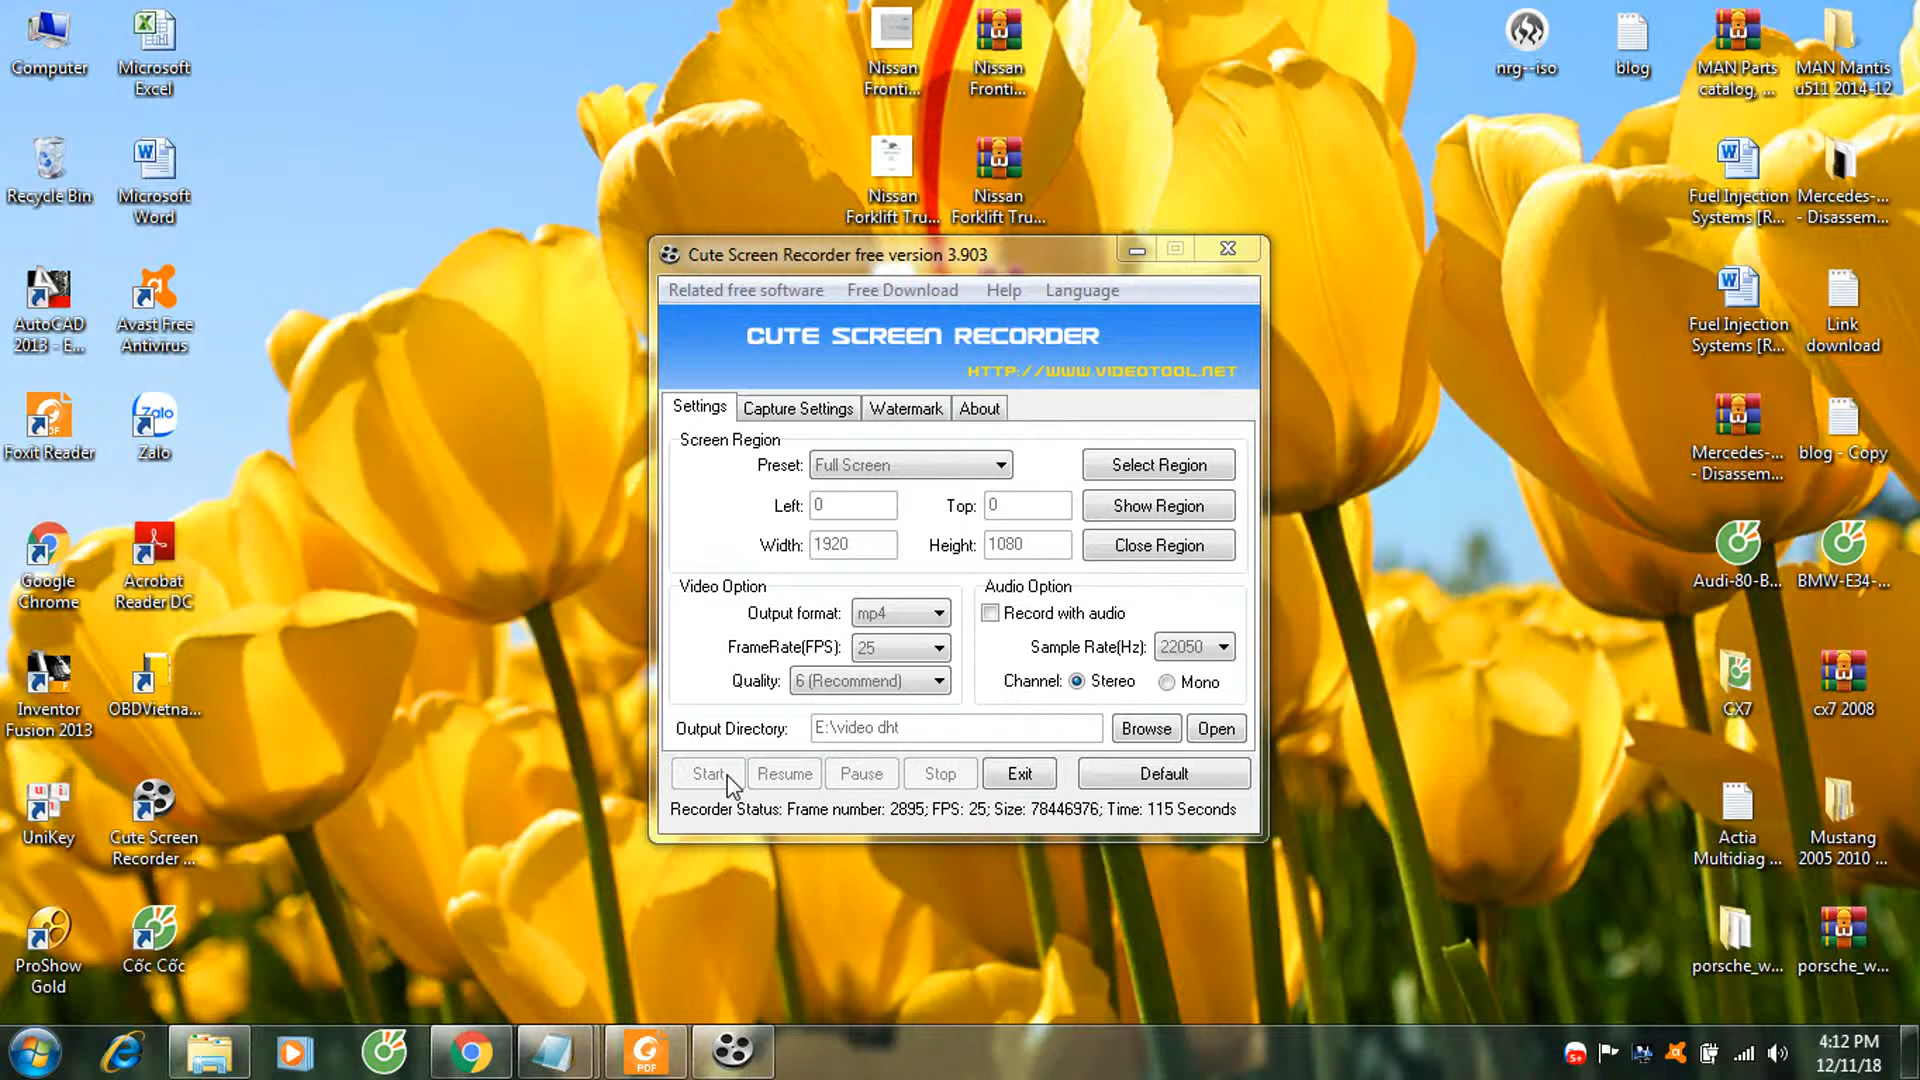 Computer
Microsoft
Excel
Nissan
Fronti...
Nissan
Fronti...
nrg--iso
blog
MAN Parts
catalog, ...
MAN Mantis
u511 2014-12
Recycle Bin
Microsoft
Word
Nissan
Forklift Tru...
Nissan
Forklift Tru...
Fuel Injection
Systems [R...
Mercedes-...
- Disassem...
AutoCAD
2013 - E...
Avast Free
Antivirus
Fuel Injection
Systems [R...
Link
download
Foxit Reader
Zalo
Zalo
Mercedes-...
- Disassem...
blog - Copy
Google
Chrome
Acrobat
Reader DC
Audi-80-B...
BMW-E34-...
Inventor
Fusion 2013
OBDVietna...
CX7
cx7 2008
UniKey
Cute Screen
Recorder ...
Actia
Multidiag ...
Mustang
2005 2010 ...
ProShow
Gold
Cốc Cốc
porsche_w...
porsche_w...
Cute Screen Recorder free version 3.903
Related free software Free Download Help Language
CUTE SCREEN RECORDER
HTTP://WWW.VIDEOTOOL.NET
Settings Capture Settings Watermark About
Screen Region
Preset: Full Screen Select Region
Left: 0 Top: 0 Show Region
Width: 1920 Height: 1080 Close Region
Video Option Audio Option
Output format: mp4 Record with audio
FrameRate(FPS): 25 Sample Rate(Hz): 22050
Quality: 6 (Recommend) Channel: Stereo Mono
Output Directory: E:\video dht Browse Open
Start Resume Pause Stop Exit Default
Recorder Status: Frame number: 2895; FPS: 25; Size: 78446976; Time: 115 Seconds
PDF
5+
4:12 PM
12/11/18